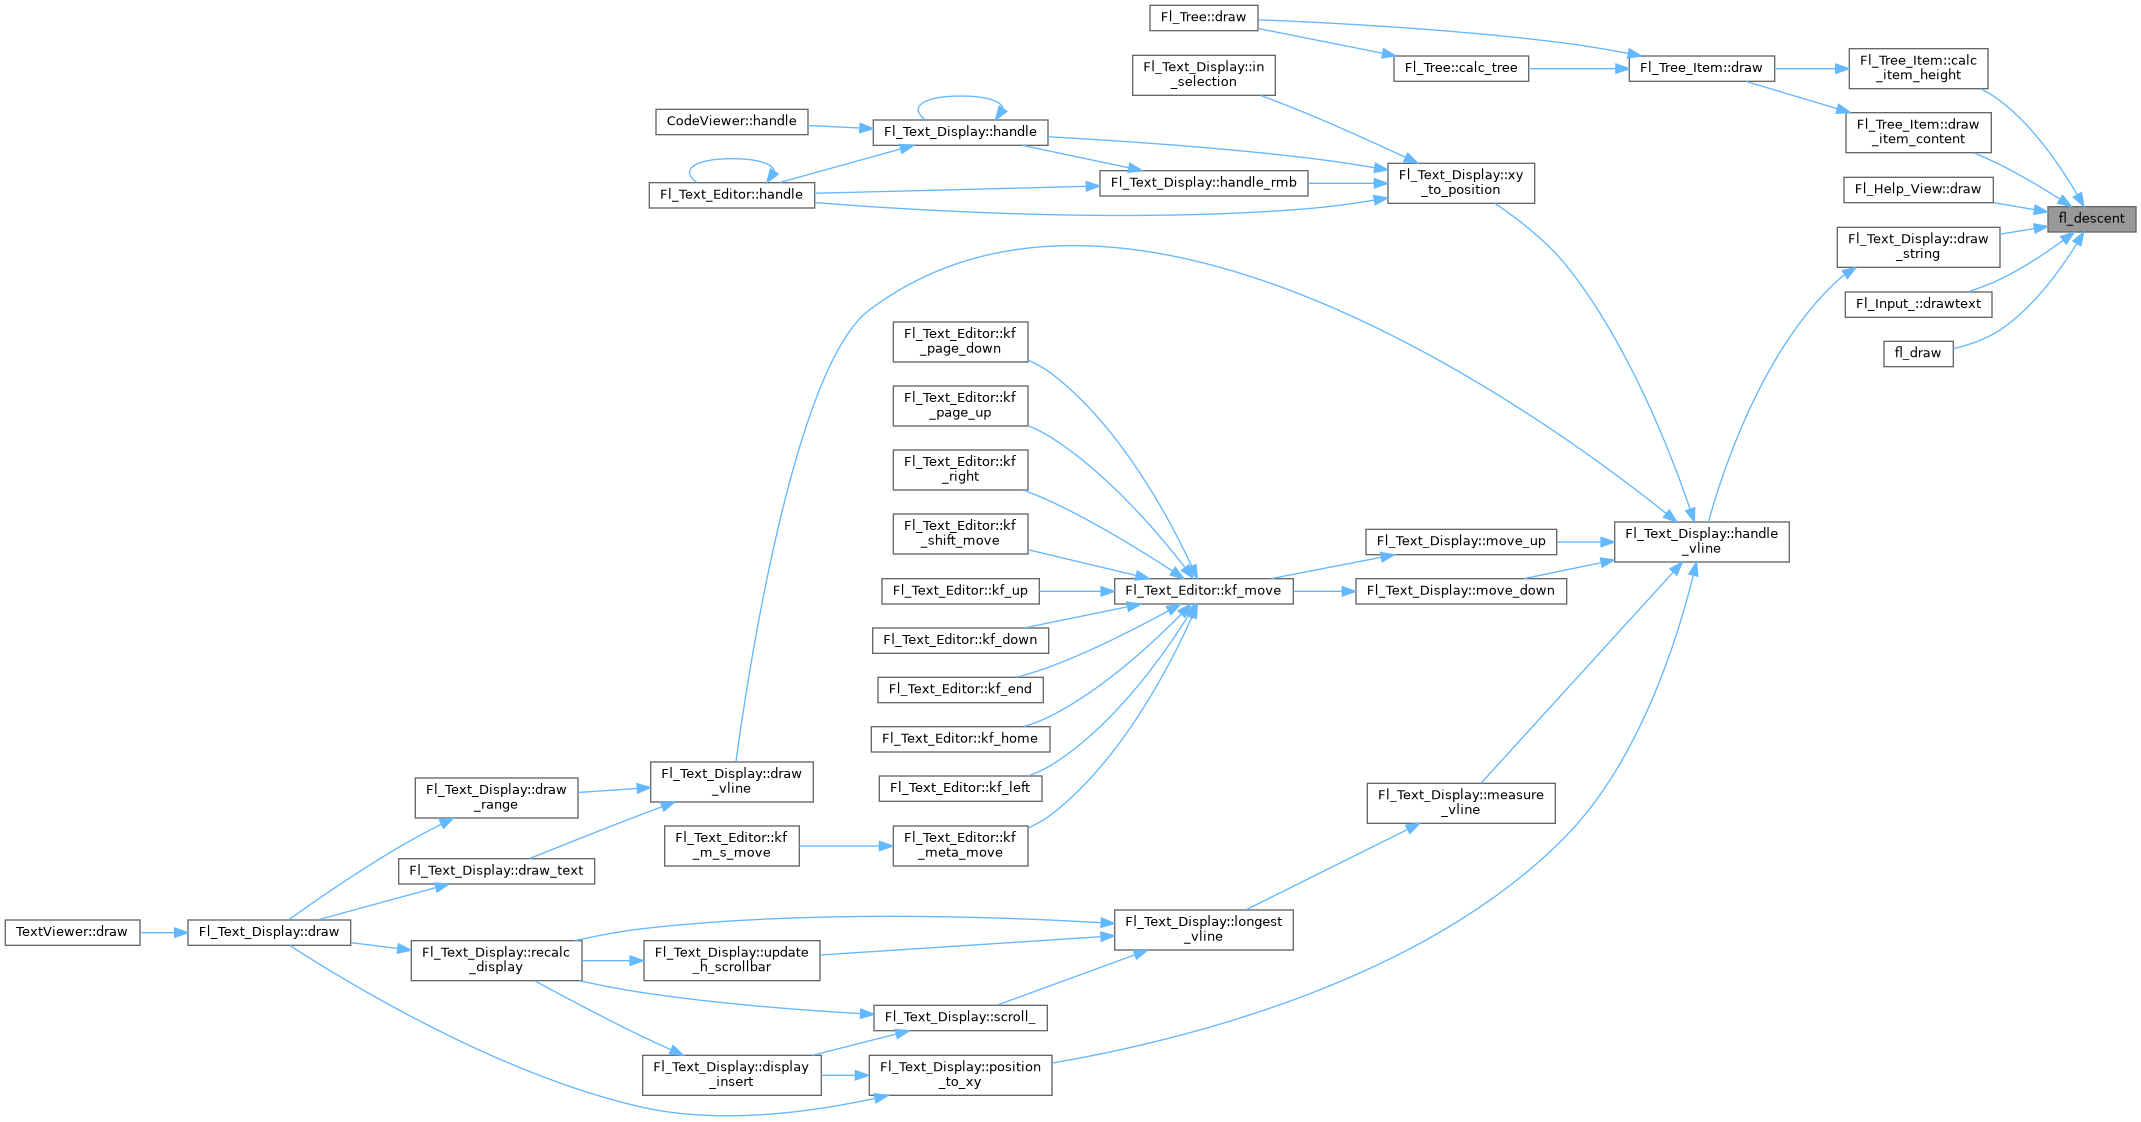 Fl_Tree::draw
Fl_Tree::calc_tree
Fl_Tree_Item::draw
Fl_Tree_Item::calc
_item_height
Fl_Text_Display::in
_selection
CodeViewer::handle
Fl_Text_Display::handle
Fl_Tree_Item::draw
_item_content
Fl_Text_Editor::handle
Fl_Text_Display::handle_rmb
Fl_Text_Display::xy
_to_position
Fl_Help_View::draw
fl_descent
Fl_Text_Display::draw
_string
Fl_Input_::drawtext
fl_draw
Fl_Text_Editor::kf
_page_down
Fl_Text_Editor::kf
_page_up
Fl_Text_Editor::kf
_right
Fl_Text_Editor::kf
_shift_move
Fl_Text_Display::move_up
Fl_Text_Display::handle
_vline
Fl_Text_Editor::kf_up
Fl_Text_Editor::kf_move
Fl_Text_Display::move_down
Fl_Text_Editor::kf_down
Fl_Text_Editor::kf_end
Fl_Text_Editor::kf_home
Fl_Text_Display::draw
_vline
Fl_Text_Editor::kf_left
Fl_Text_Display::draw
_range
Fl_Text_Display::measure
_vline
Fl_Text_Editor::kf
_m_s_move
Fl_Text_Editor::kf
_meta_move
Fl_Text_Display::draw_text
TextViewer::draw
Fl_Text_Display::draw
Fl_Text_Display::longest
_vline
Fl_Text_Display::recalc
_display
Fl_Text_Display::update
_h_scrollbar
Fl_Text_Display::scroll_
Fl_Text_Display::display
_insert
Fl_Text_Display::position
_to_xy